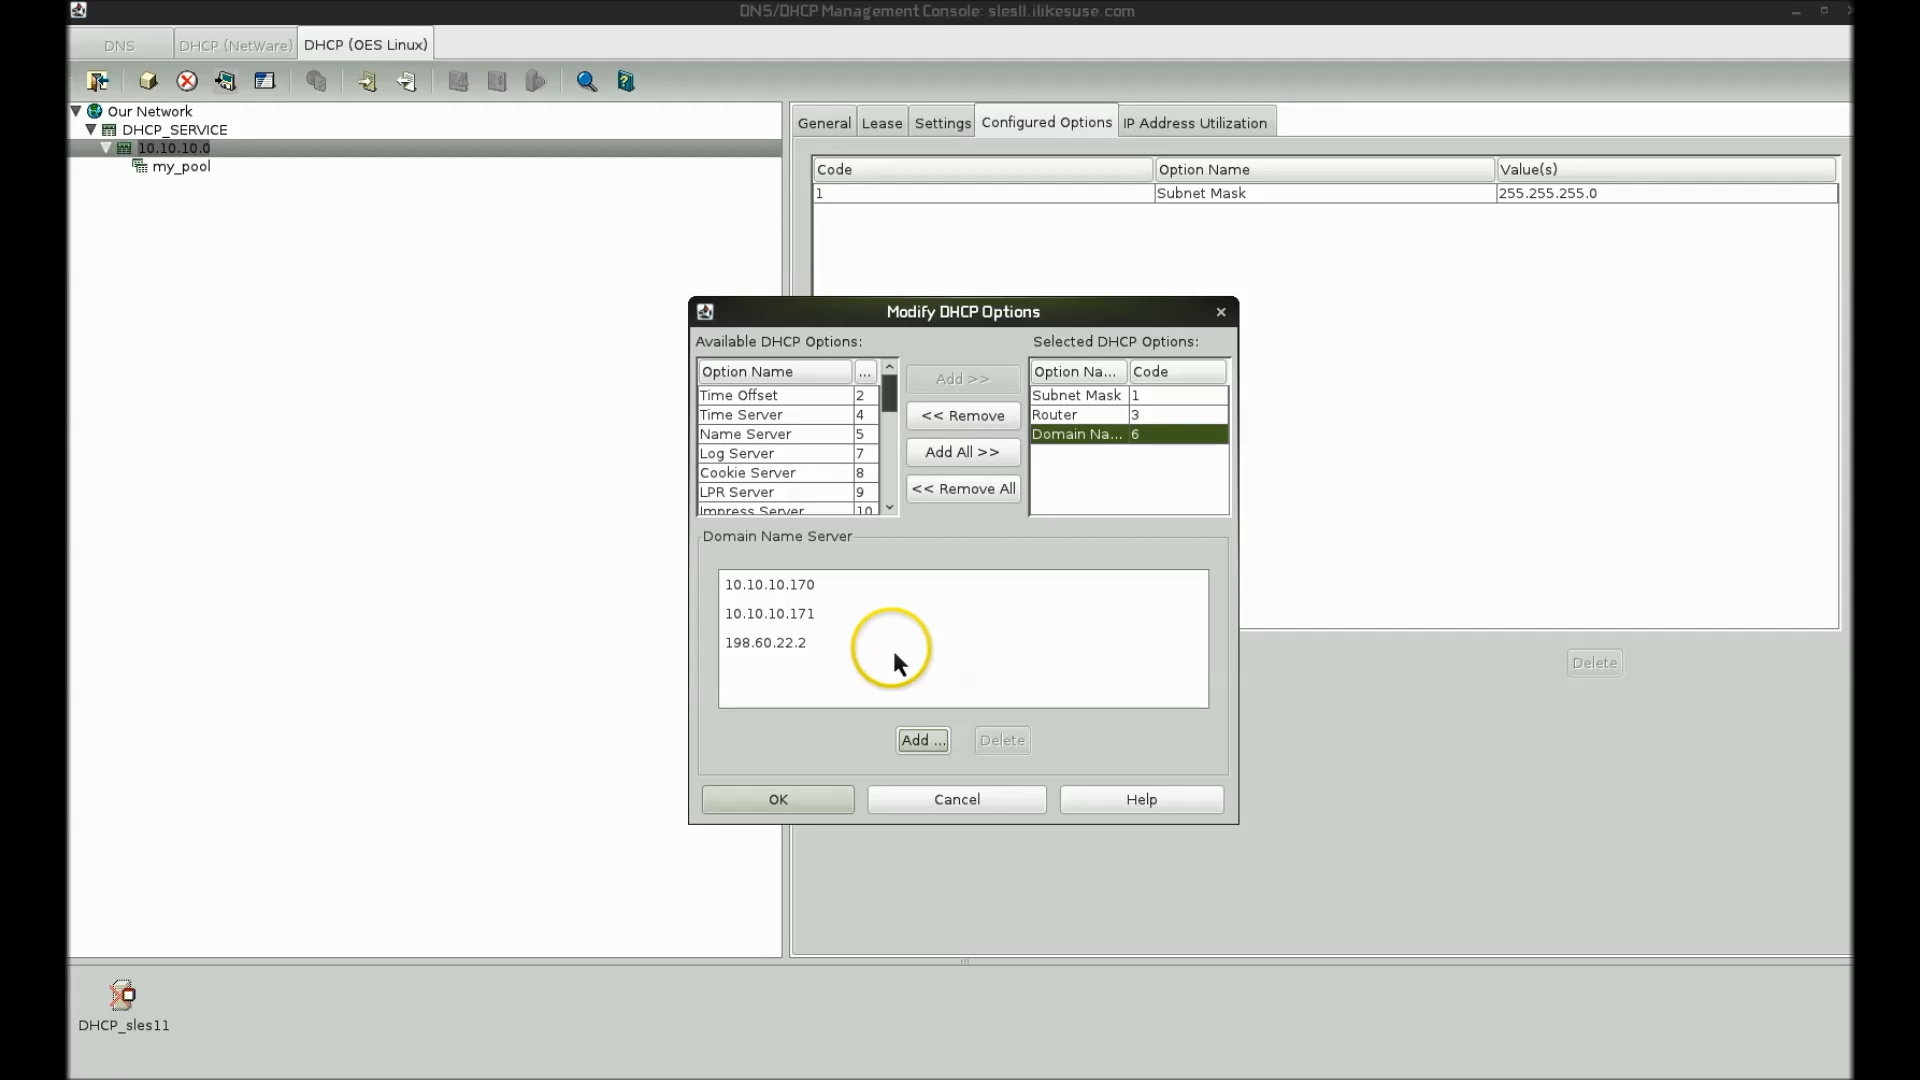 DNS/DHCP Management Console: sles11.ilikesuse.com
DNS
DHCP (NetWare)
DHCP (OES Linux)
Our Network
DHCP_SERVICE
10.10.10.0
my_pool
General
Lease
Settings
Configured Options
IP Address Utilization
Code
Option Name
Value(s)
1
Subnet Mask
255.255.255.0
Modify DHCP Options
Available DHCP Options:
Option Name
...
Time Offset
2
Time Server
4
Name Server
5
Log Server
7
Cookie Server
8
LPR Server
9
Impress Server
10
Add >>
<< Remove
Add All >>
<< Remove All
Selected DHCP Options:
Option Na...
Code
Subnet Mask
1
Router
3
Domain Na...
6
Domain Name Server
10.10.10.170
10.10.10.171
198.60.22.2
Add ...
Delete
OK
Cancel
Help
Delete
DHCP_sles11